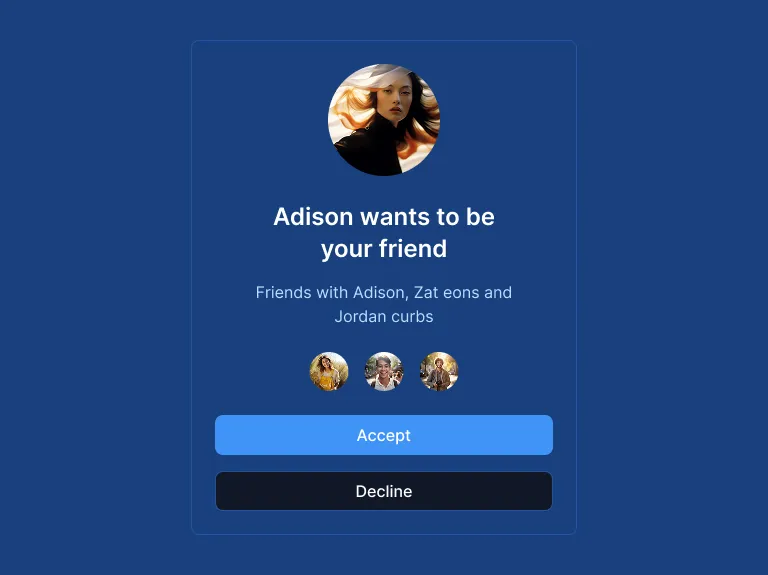 Adison wants to be
your friend
Friends with Adison, Zat eons and
Jordan curbs
Accept
Decline